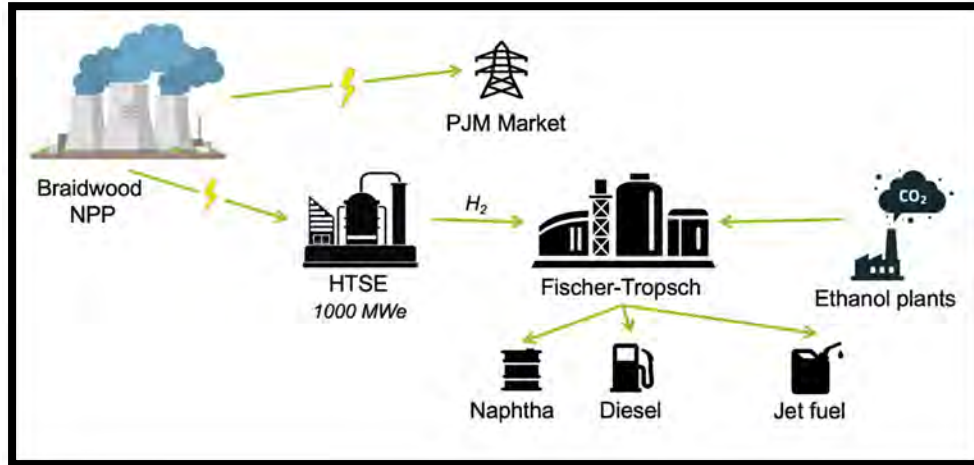 PJM Market
Braidwood
NPP
H₂
CO₂
HTSE
1000 MWe
Fischer-Tropsch
Ethanol plants
Naphtha
Diesel
Jet fuel